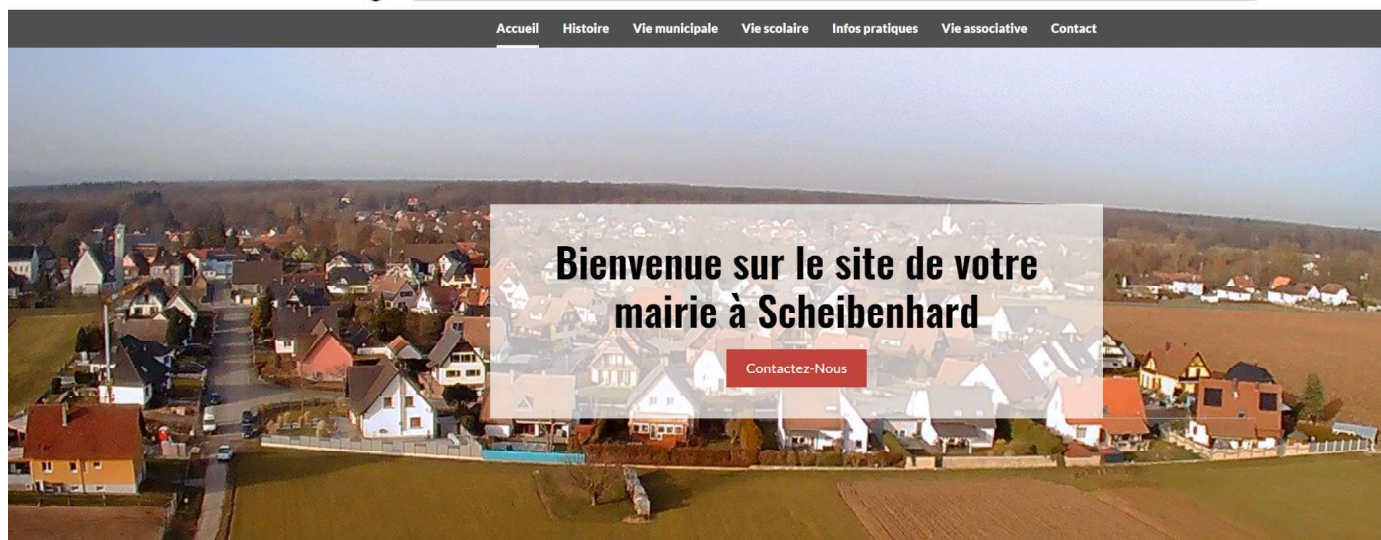 Accueil Histoire Vie municipale Vie scolaire Infos pratiques Vie associative Contact
Bienvenue sur le site de votre
mairie à Scheibenhard
Contactez-Nous